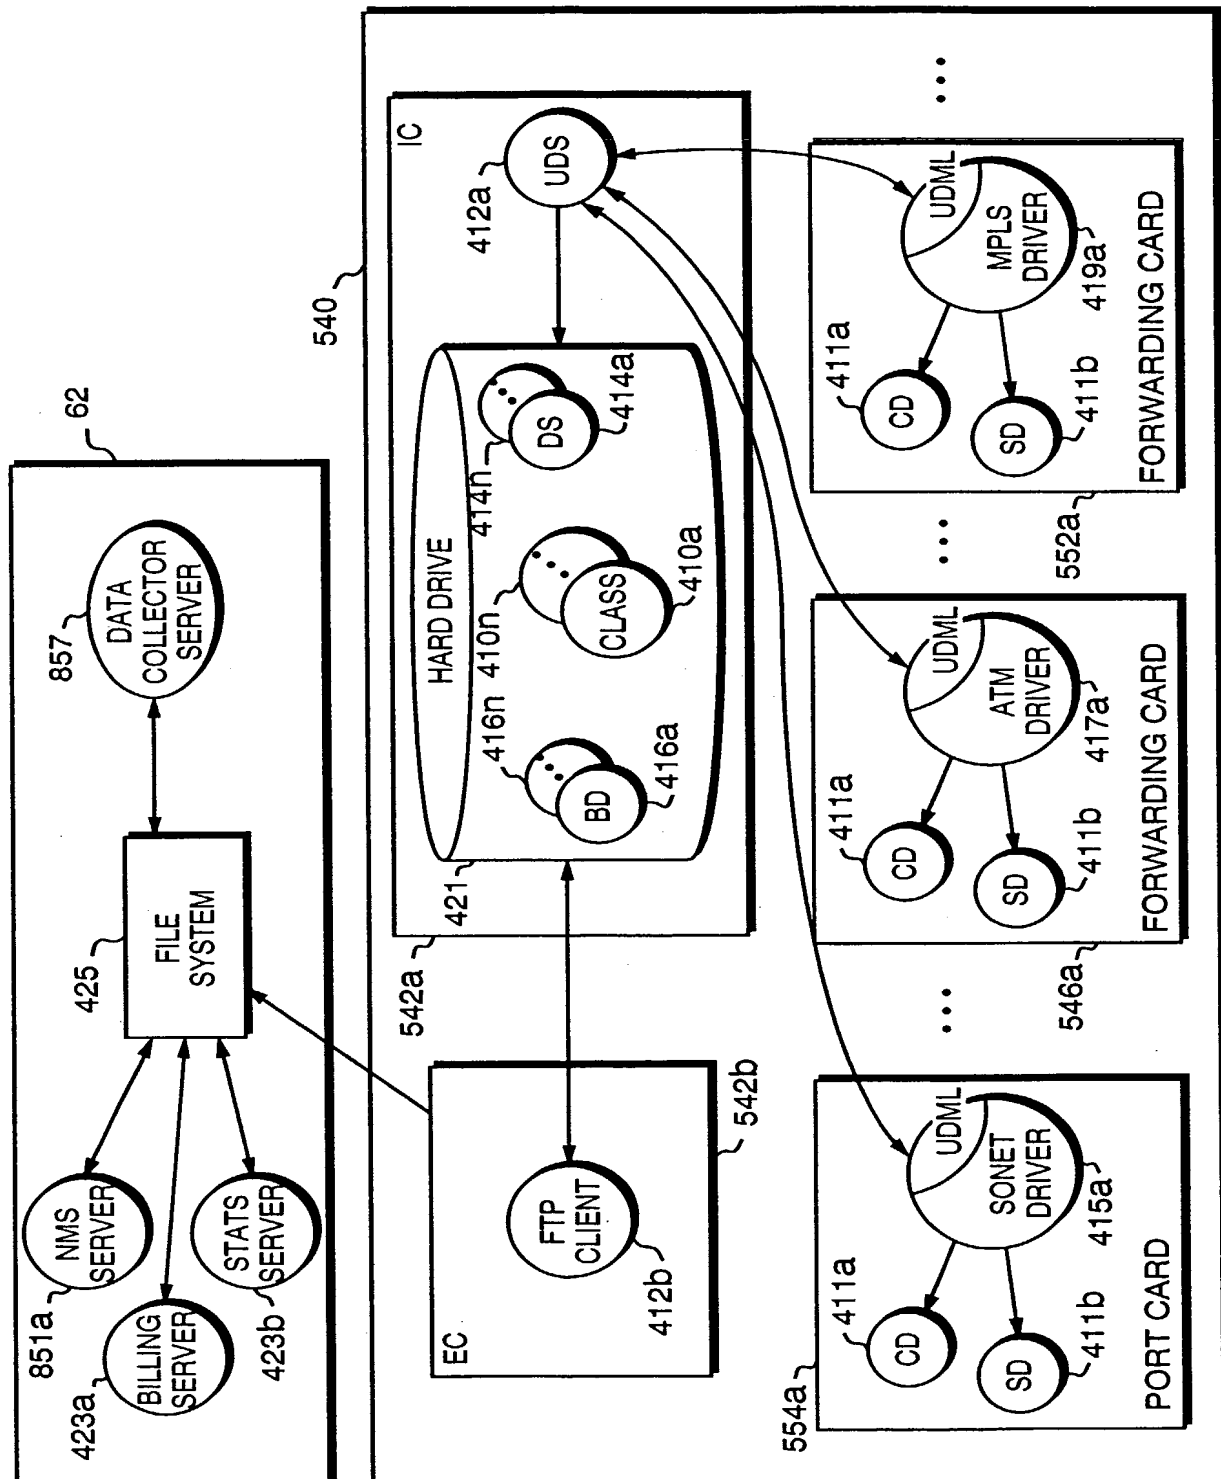 62
857
DATA
COLLECTOR
SERVER
425
FILE
SYSTEM
NMS
SERVER
851a
BILLING
SERVER
423a
STATS
SERVER
423b
540
IC
542a
UDS
412a
HARD DRIVE
421
DS
414n
414a
CLASS
410n
410a
BD
416n
416a
EC
542b
FTP
CLIENT
412b
554a
CD
411a
SD
411b
UDML
SONET
DRIVER
415a
PORT CARD
546a
CD
411a
SD
411b
UDML
ATM
DRIVER
417a
FORWARDING CARD
552a
CD
411a
SD
411b
UDML
MPLS
DRIVER
419a
FORWARDING CARD